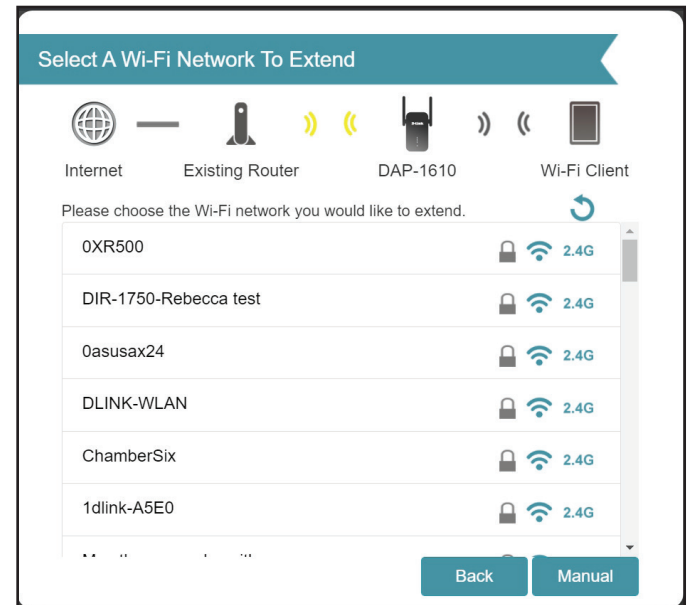 Select A Wi-Fi Network To Extend
Internet Existing Router DAP-1610 Wi-Fi Client
Please choose the Wi-Fi network you would like to extend.
0XR500 2.4G
DIR-1750-Rebecca test 2.4G
0asusax24 2.4G
DLINK-WLAN 2.4G
ChamberSix 2.4G
1dlink-A5E0 2.4G
Back Manual